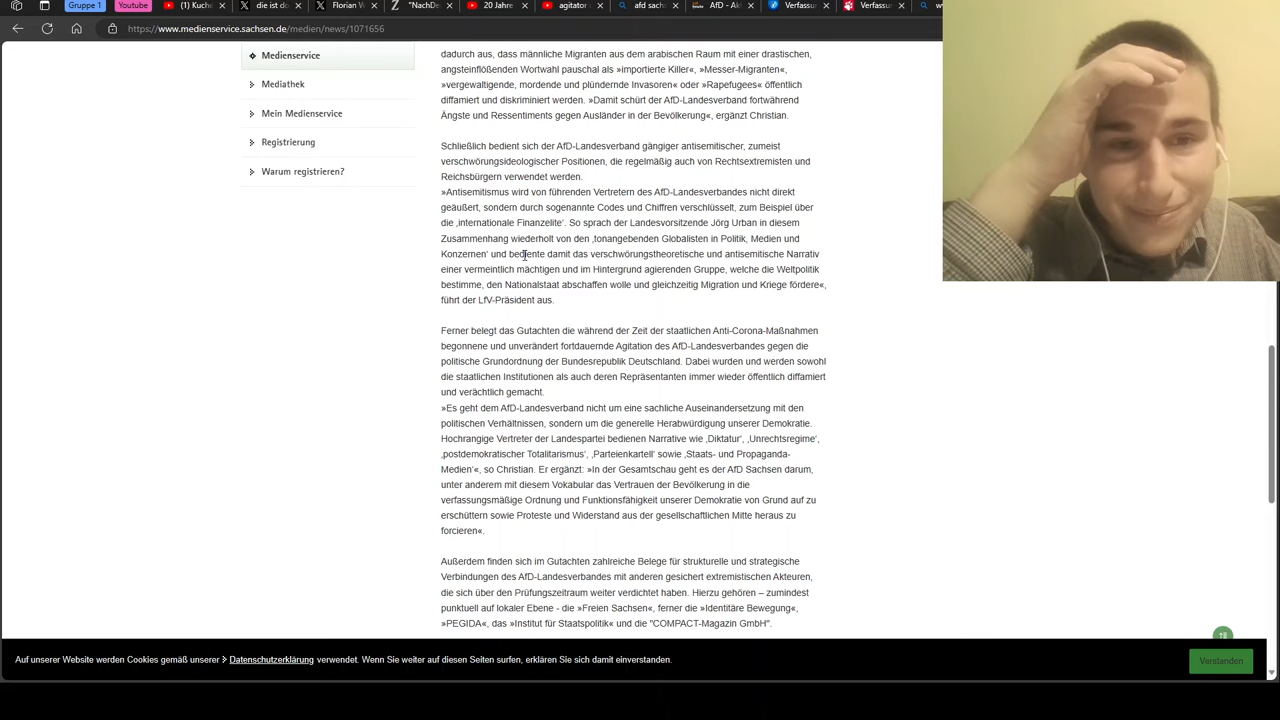 Gruppe 1
Youtube
(1) Kuche
die ist do
Florian W
"NachDe
20 Jahre
agitator
afd sachs
AfD - Ak
Verfassur
Verfassur
https://www.medienservice.sachsen.de/medien/news/1071656
Medienservice
Mediathek
Mein Medienservice
Registrierung
Warum registrieren?
dadurch aus, dass männliche Migranten aus dem arabischen Raum mit einer drastischen,
angsteinflößenden Wortwahl pauschal als »importierte Killer«, »Messer-Migranten«,
»vergewaltigende, mordende und plündernde Invasoren« oder »Rapefugees« öffentlich
diffamiert und diskriminiert werden. »Damit schürt der AfD-Landesverband fortwährend
Ängste und Ressentiments gegen Ausländer in der Bevölkerung«, ergänzt Christian.
Schließlich bedient sich der AfD-Landesverband gängiger antisemitischer, zumeist
verschwörungsideologischer Positionen, die regelmäßig auch von Rechtsextremisten und
Reichsbürgern verwendet werden.
»Antisemitismus wird von führenden Vertretern des AfD-Landesverbandes nicht direkt
geäußert, sondern durch sogenannte Codes und Chiffren verschlüsselt, zum Beispiel über
die ‚internationale Finanzelite‘. So sprach der Landesvorsitzende Jörg Urban in diesem
Zusammenhang wiederholt von den ‚tonangebenden Globalisten in Politik, Medien und
Konzernen‘ und bediente damit das verschwörungstheoretische und antisemitische Narrativ
einer vermeintlich mächtigen und im Hintergrund agierenden Gruppe, welche die Weltpolitik
bestimme, den Nationalstaat abschaffen wolle und gleichzeitig Migration und Kriege fördere«,
führt der LfV-Präsident aus.
Ferner belegt das Gutachten die während der Zeit der staatlichen Anti-Corona-Maßnahmen
begonnene und unverändert fortdauernde Agitation des AfD-Landesverbandes gegen die
politische Grundordnung der Bundesrepublik Deutschland. Dabei wurden und werden sowohl
die staatlichen Institutionen als auch deren Repräsentanten immer wieder öffentlich diffamiert
und verächtlich gemacht.
»Es geht dem AfD-Landesverband nicht um eine sachliche Auseinandersetzung mit den
politischen Verhältnissen, sondern um die generelle Herabwürdigung unserer Demokratie.
Hochrangige Vertreter der Landespartei bedienen Narrative wie ‚Diktatur‘, ‚Unrechtsregime‘,
‚postdemokratischer Totalitarismus‘, ‚Parteienkartell‘ sowie ‚Staats- und Propaganda-
Medien‘«, so Christian. Er ergänzt: »In der Gesamtschau geht es der AfD Sachsen darum,
unter anderem mit diesem Vokabular das Vertrauen der Bevölkerung in die
verfassungsmäßige Ordnung und Funktionsfähigkeit unserer Demokratie von Grund auf zu
erschüttern sowie Proteste und Widerstand aus der gesellschaftlichen Mitte heraus zu
forcieren«.
Außerdem finden sich im Gutachten zahlreiche Belege für strukturelle und strategische
Verbindungen des AfD-Landesverbandes mit anderen gesichert extremistischen Akteuren,
die sich über den Prüfungszeitraum weiter verdichtet haben. Hierzu gehören – zumindest
punktuell auf lokaler Ebene - die »Freien Sachsen«, ferner die »Identitäre Bewegung«,
»PEGIDA«, das »Institut für Staatspolitik« und die "COMPACT-Magazin GmbH".
Auf unserer Website werden Cookies gemäß unserer Datenschutzerklärung verwendet. Wenn Sie weiter auf diesen Seiten surfen, erklären Sie sich damit einverstanden.
Verstanden